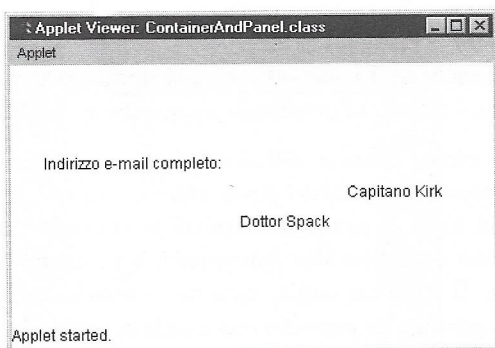 Applet Viewer: ContainerAndPanel.class
Applet
Indirizzo e-mail completo:
Capitano Kirk
Dottor Spack
Applet started.